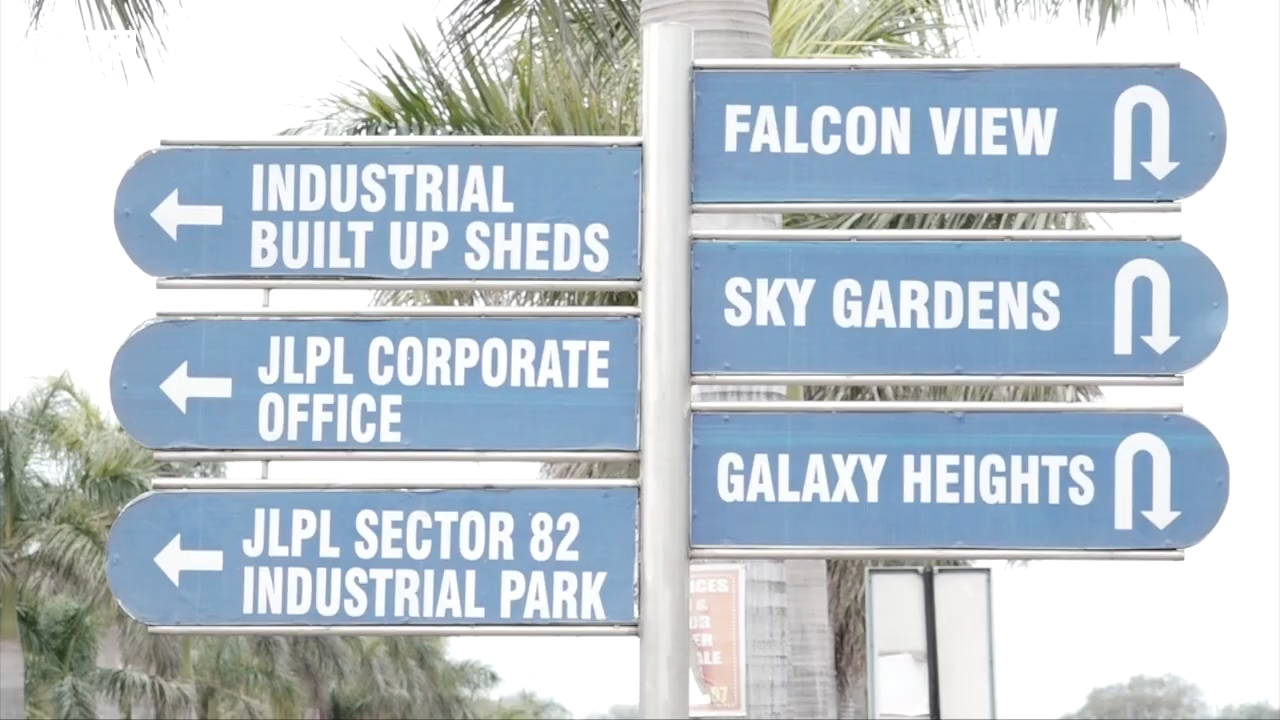 INDUSTRIAL
BUILT UP SHEDS
JLPL CORPORATE
OFFICE
JLPL SECTOR 82
INDUSTRIAL PARK
FALCON VIEW
SKY GARDENS
GALAXY HEIGHTS
&